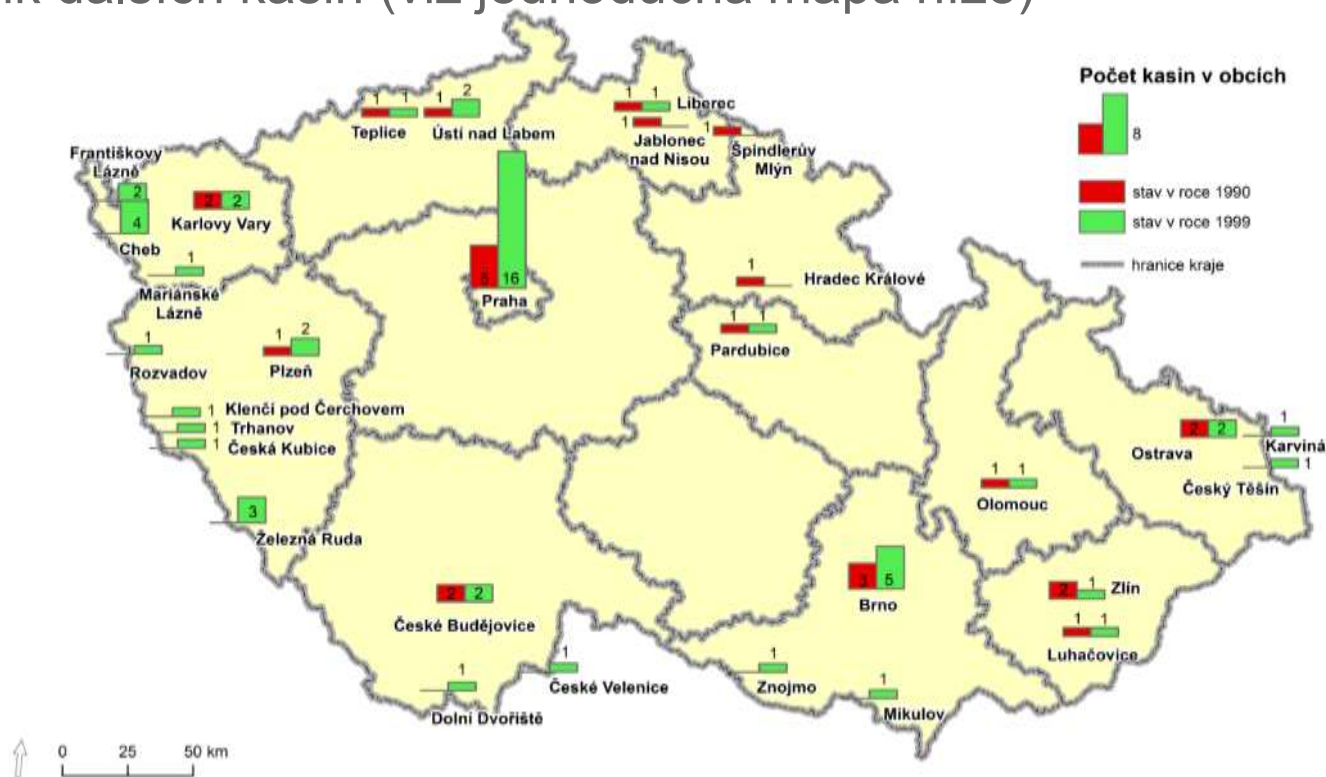 Počet kasin v obcích
8
stav v roce 1990
stav v roce 1999
hranice kraje
1 1
Teplice
1 2
Ústí nad Labem
1 1 Liberec
1
Jablonec
nad Nisou
1
Špindlerův
Mlýn
Františkovy
Lázně
2
4
Cheb
2 2
Karlovy Vary
1
Mariánské
Lázně
16
Praha
1
Hradec Králové
1 1
Pardubice
1
Rozvadov
1 2
Plzeň
1 Klenčí pod Čerchovem
1 Trhanov
1 Česká Kubice
3
Železná Ruda
2 2
Ostrava
1
Karviná
1
Český Těšín
1 1
Olomouc
3 5
Brno
2 1 Zlín
1 1
Luhačovice
2 2
České Budějovice
1
Dolní Dvořiště
1
České Velenice
1
Znojmo
1
Mikulov
0 25 50 km